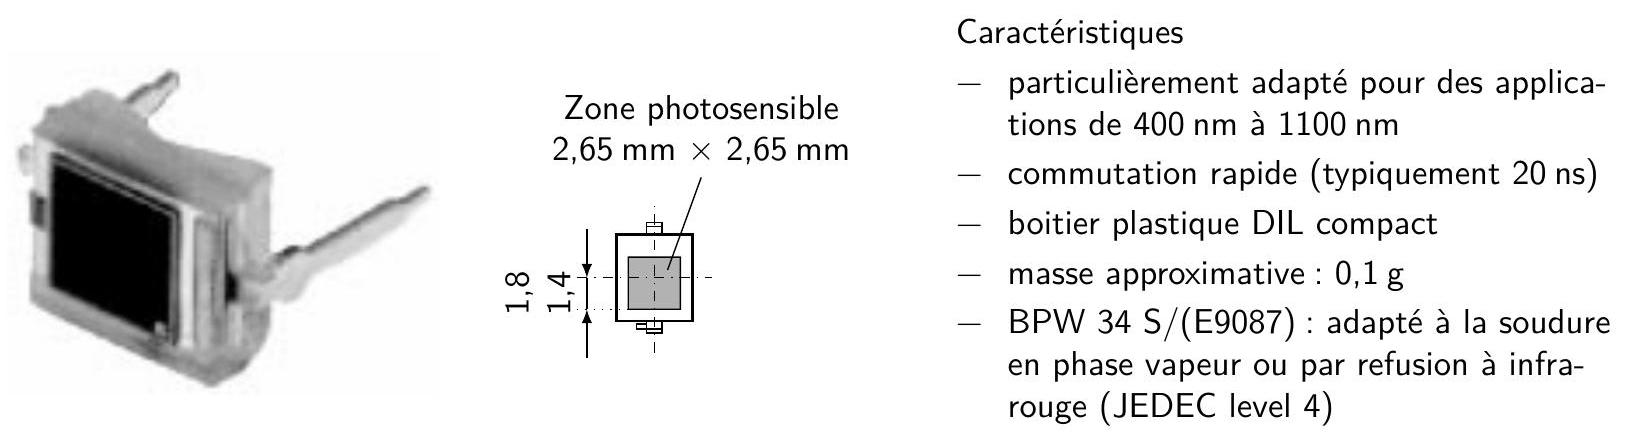 Zone photosensible
2,65 mm × 2,65 mm
1,8
1,4
Caractéristiques
— particulièrement adapté pour des applica-
tions de 400 nm à 1100 nm
— commutation rapide (typiquement 20 ns)
— boitier plastique DIL compact
— masse approximative : 0,1 g
— BPW 34 S/(E9087) : adapté à la soudure
en phase vapeur ou par refusion à infra-
rouge (JEDEC level 4)